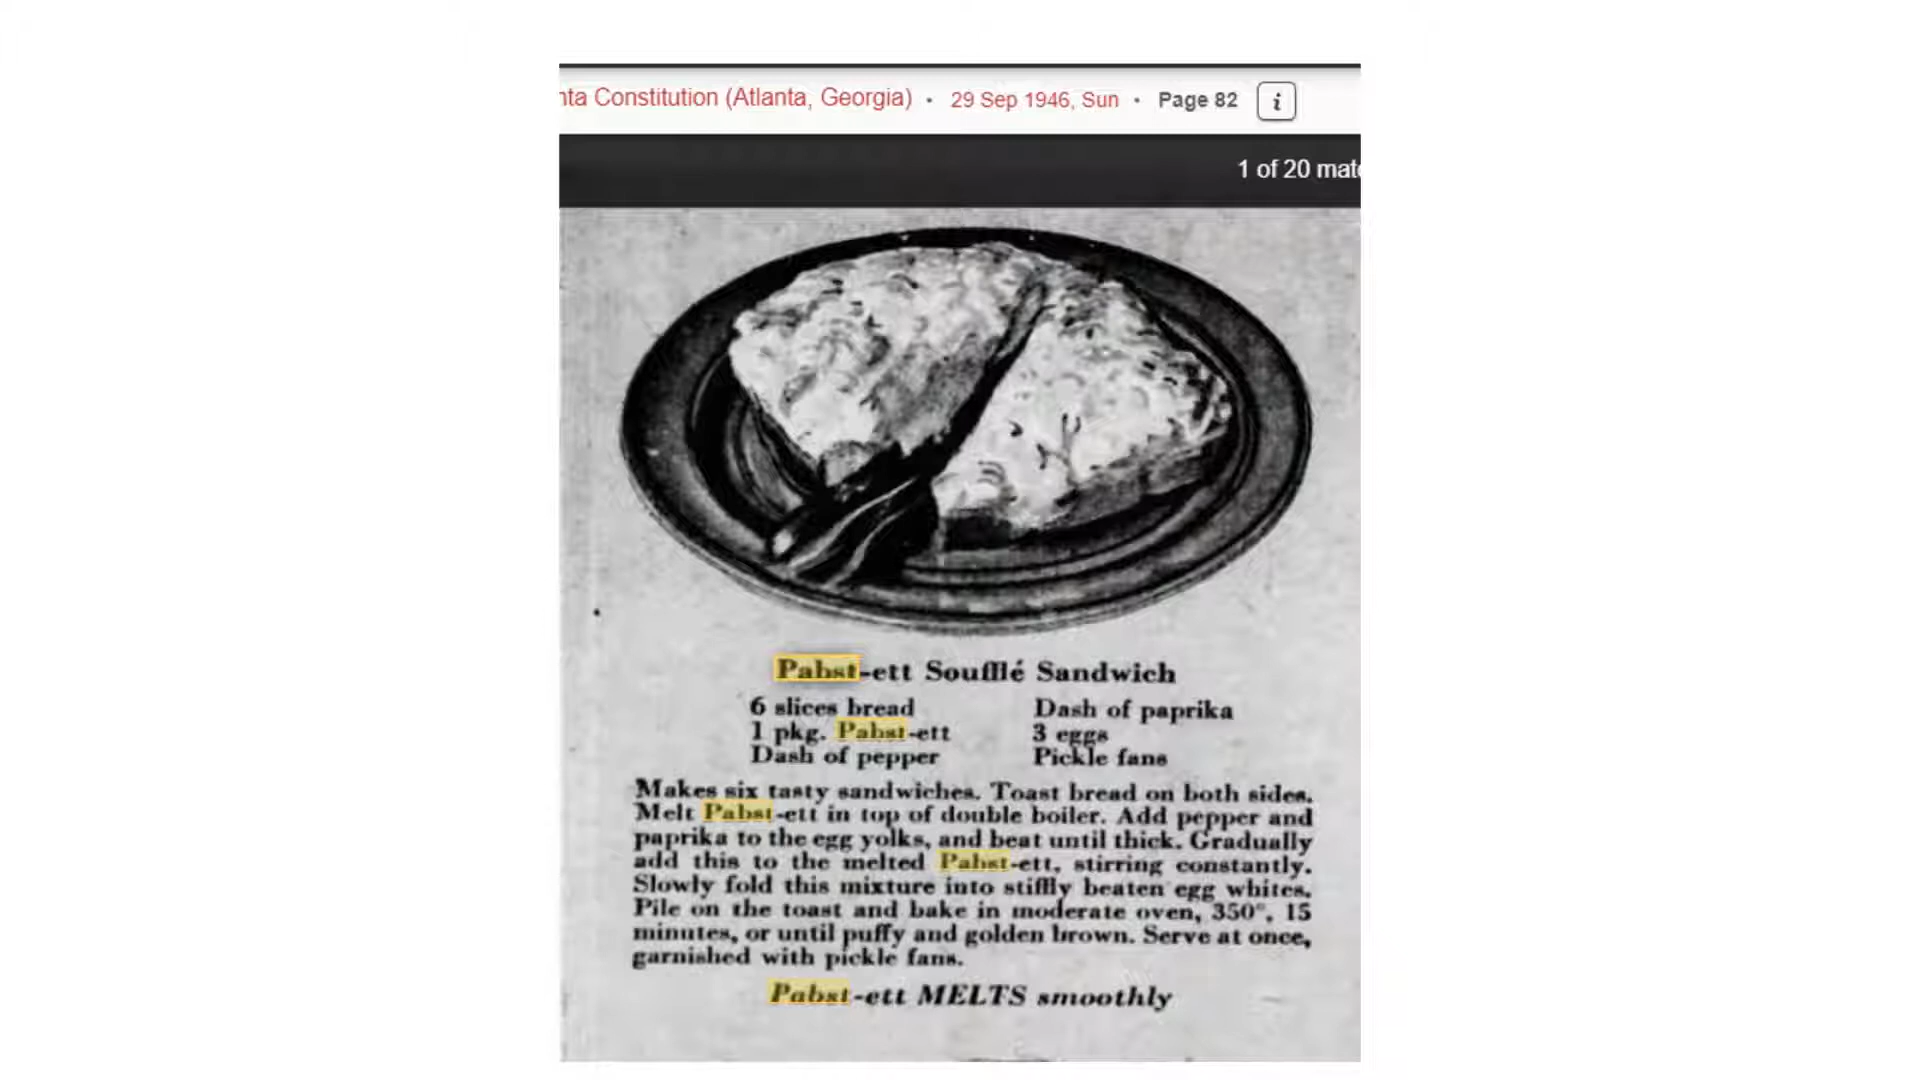 nta Constitution (Atlanta, Georgia) · 29 Sep 1946, Sun · Page 82 i
1 of 20 mat
Pabst-ett Soufflé Sandwich
6 slices bread
1 pkg. Pabst-ett
Dash of pepper
Dash of paprika
3 eggs
Pickle fans
Makes six tasty sandwiches. Toast bread on both sides.
Melt Pabst-ett in top of double boiler. Add pepper and
paprika to the egg yolks, and beat until thick. Gradually
add this to the melted Pabst-ett, stirring constantly.
Slowly fold this mixture into stiffly beaten egg whites.
Pile on the toast and bake in moderate oven, 350°, 15
minutes, or until puffy and golden brown. Serve at once,
garnished with pickle fans.
Pabst-ett MELTS smoothly